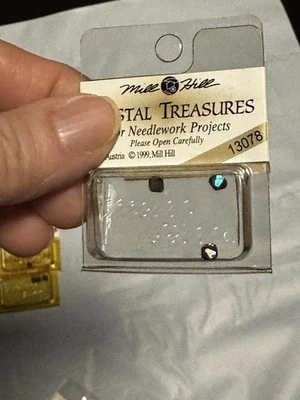 Mill Hill
STAL TREASURES
or Needlework Projects
Please Open Carefully
Austria © 1999, Mill Hill
13078